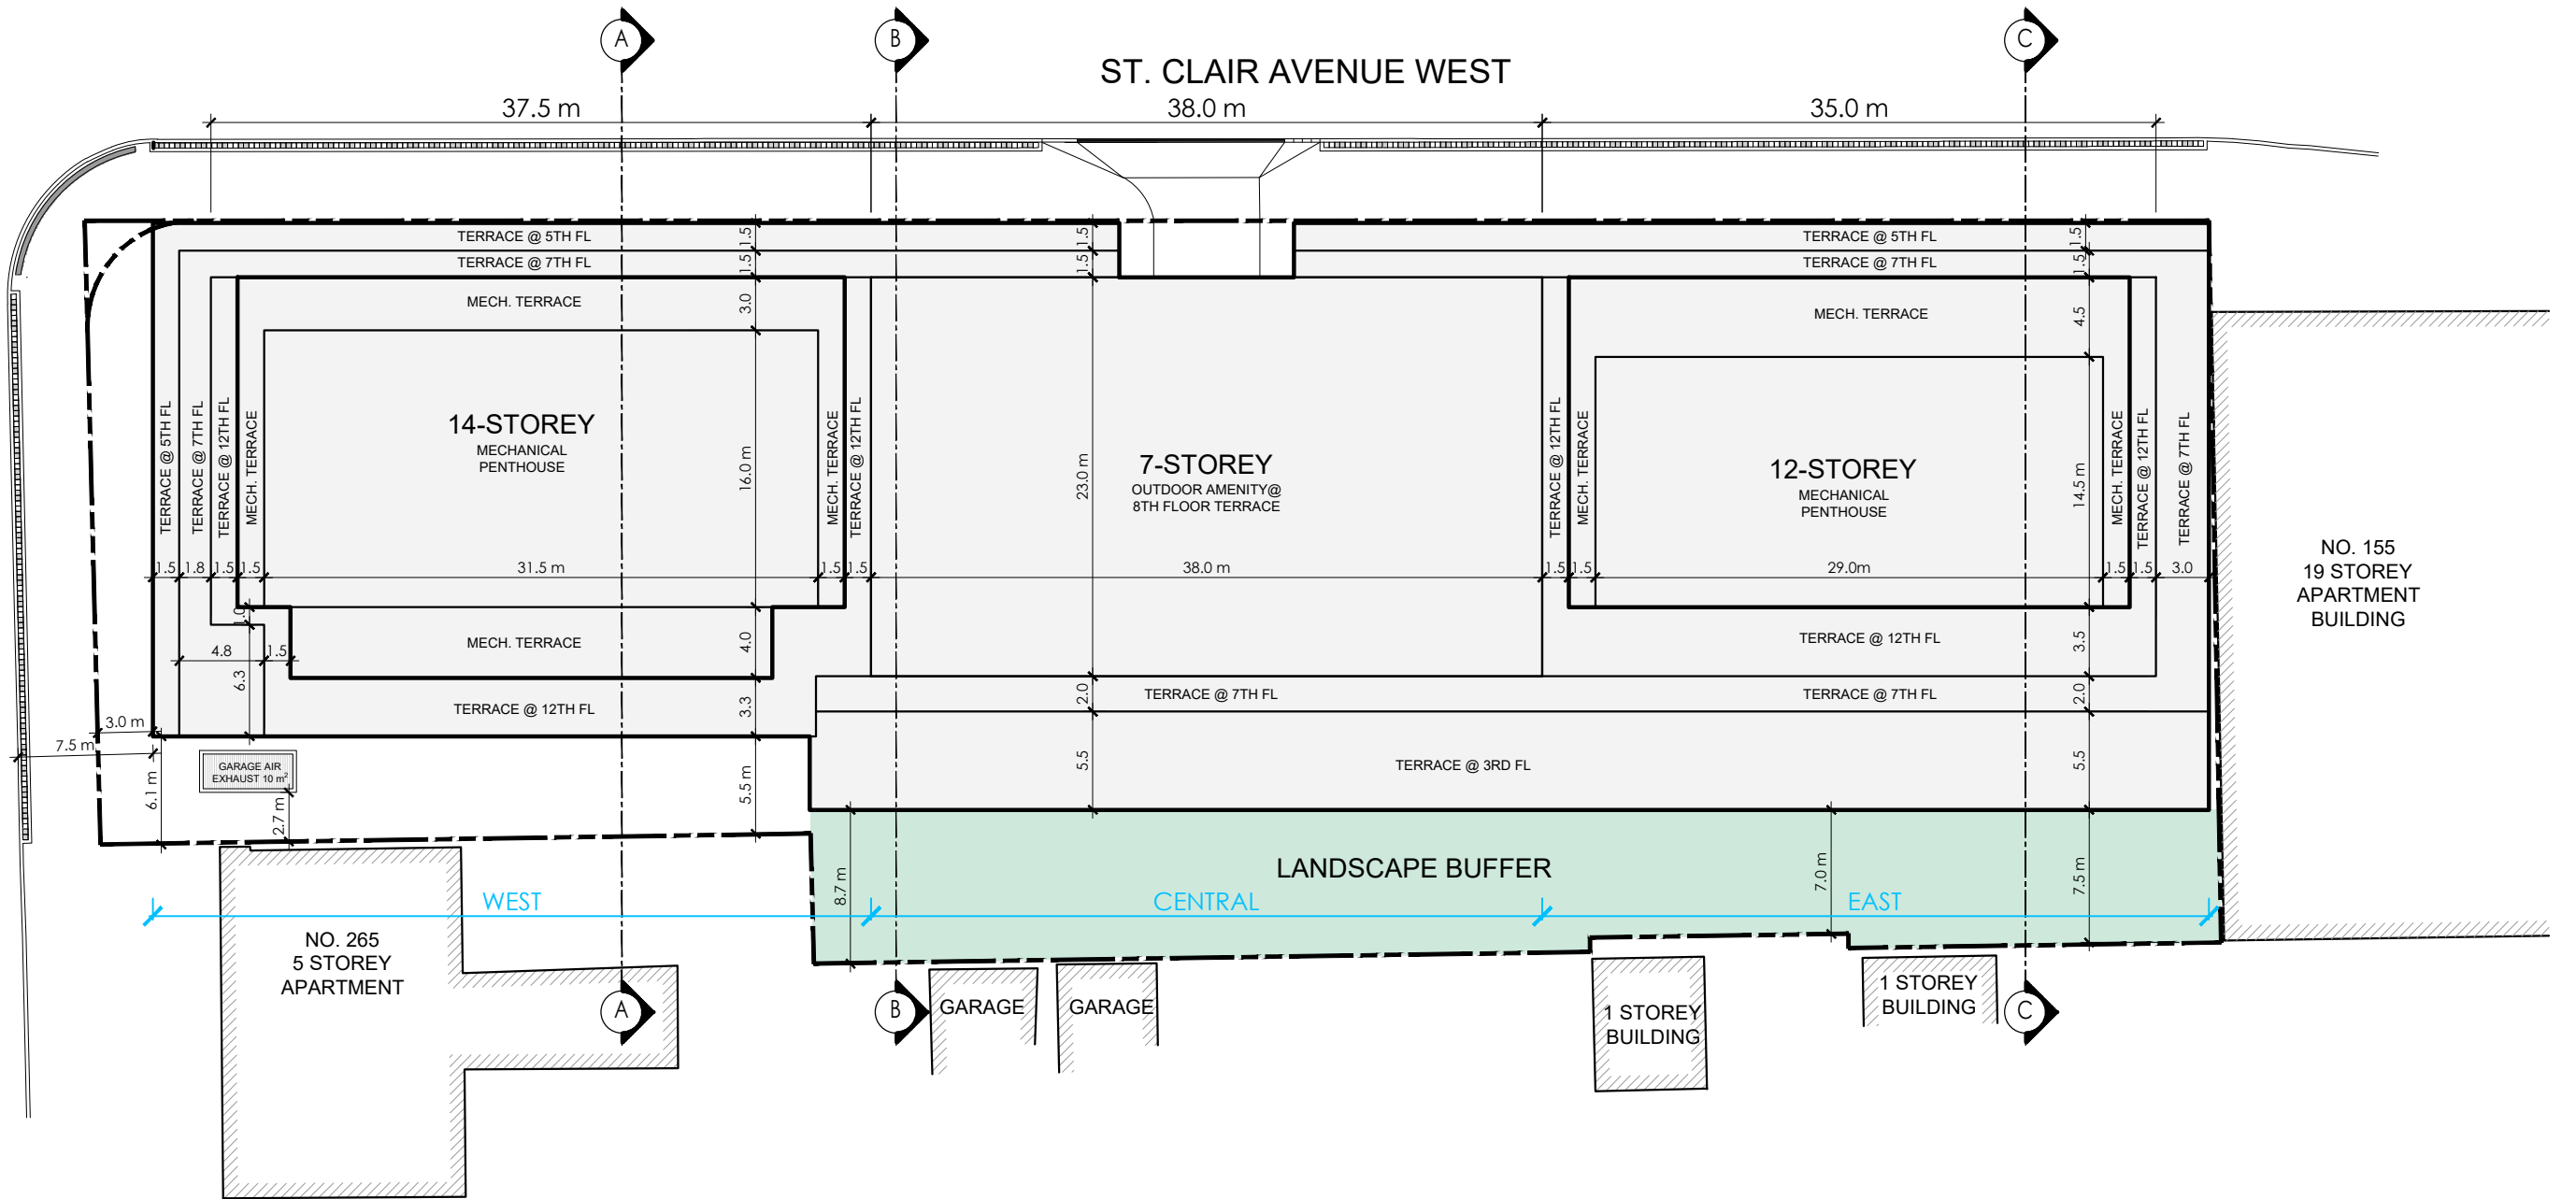 A
B
C
ST. CLAIR AVENUE WEST
37.5 m
38.0 m
35.0 m
TERRACE @ 5TH FL
1.5
1.5
TERRACE @ 5TH FL
1.5
TERRACE @ 7TH FL
1.5
1.5
TERRACE @ 7TH FL
1.5
MECH. TERRACE
3.0
MECH. TERRACE
4.5
TERRACE @ 5TH FL
TERRACE @ 7TH FL
TERRACE @ 12TH FL
MECH. TERRACE
14-STOREY
MECHANICAL
PENTHOUSE
16.0 m
MECH. TERRACE
TERRACE @ 12TH FL
23.0 m
7-STOREY
OUTDOOR AMENITY@
8TH FLOOR TERRACE
TERRACE @ 12TH FL
MECH. TERRACE
12-STOREY
MECHANICAL
PENTHOUSE
14.5 m
MECH. TERRACE
TERRACE @ 12TH FL
TERRACE @ 7TH FL
NO. 155
19 STOREY
APARTMENT
BUILDING
1.5
1.8
1.5
1.5
31.5 m
1.5
1.5
38.0 m
1.5
1.5
29.0m
1.5
1.5
3.0
1.0
MECH. TERRACE
4.0
TERRACE @ 12TH FL
3.5
4.8
1.5
6.3
TERRACE @ 12TH FL
3.3
2.0
TERRACE @ 7TH FL
TERRACE @ 7TH FL
2.0
3.0 m
7.5 m
6.1 m
GARAGE AIR
EXHAUST 10 m²
2.7 m
5.5 m
5.5
TERRACE @ 3RD FL
5.5
8.7 m
LANDSCAPE BUFFER
7.0 m
7.5 m
WEST
CENTRAL
EAST
NO. 265
5 STOREY
APARTMENT
A
B
GARAGE
GARAGE
1 STOREY
BUILDING
1 STOREY
BUILDING
C